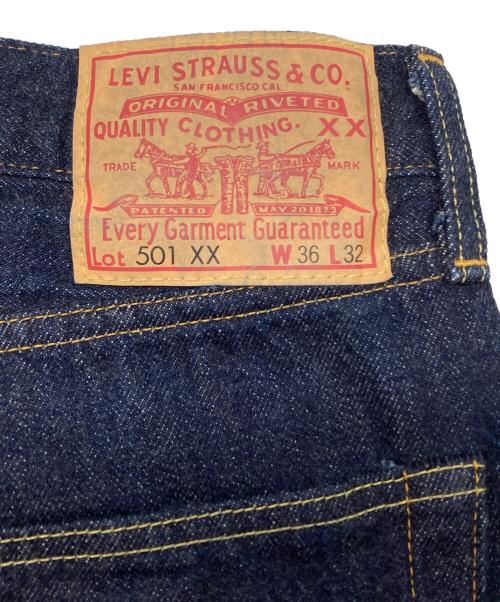 LEVI STRAUSS & CO.
SAN FRANCISCO CAL
ORIGINAL RIVETED
QUALITY CLOTHING. XX
TRADE MARK
PATENTED MAY 20 1873
Every Garment Guaranteed
Lot 501 XX W 36 L 32